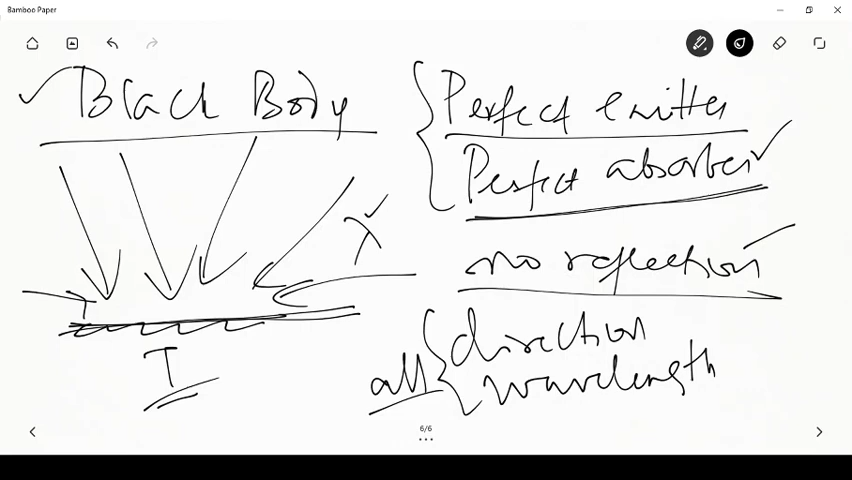 Bamboo Paper
Black Body
Perfect emitter
Perfect absorber
λ
no reflection
T
all
direction
wavelength
6/6